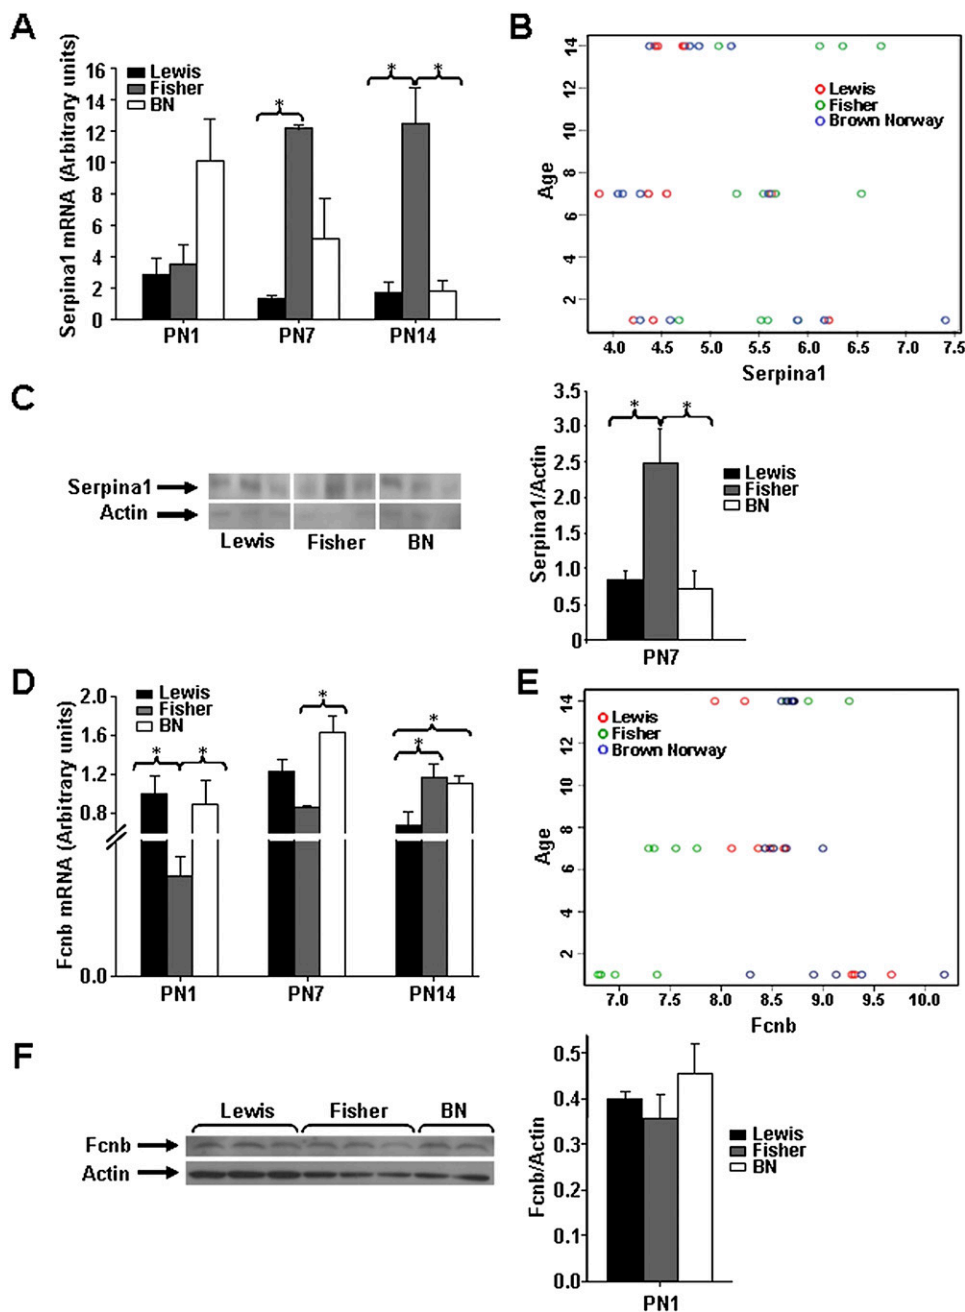 A
Serpina1 mRNA (Arbitrary units)
16
14
12
10
8
6
4
2
0
Lewis
Fisher
BN
*
*
*
PN1
PN7
PN14
B
Age
14
12
8
6
4
2
Lewis
Fisher
Brown Norway
4.0 4.5 5.0 5.5 6.0 6.5 7.0 7.5
Serpina1
C
Serpina1
Actin
Lewis Fisher BN
Serpina1/Actin
3.5
3.0
2.5
2.0
1.5
1.0
0.5
0
*
*
Lewis
Fisher
BN
PN7
D
Fcnb mRNA (Arbitrary units)
2.0
1.6
1.2
0.8
0.0
Lewis
Fisher
BN
*
*
*
*
*
PN1
PN7
PN14
E
Age
14
12
8
6
4
2
Lewis
Fisher
Brown Norway
7.0 7.5 8.0 8.5 9.0 9.5 10.0
Fcnb
F
Lewis Fisher BN
Fcnb
Actin
Fcnb/Actin
0.5
0.4
0.3
0.2
0.1
0.0
Lewis
Fisher
BN
PN1